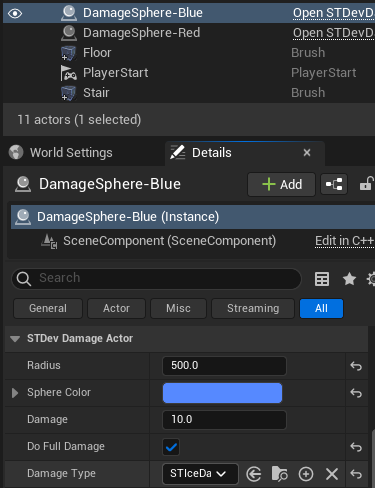 DamageSphere-Blue Open STDevD
DamageSphere-Red Open STDevD
Floor Brush
PlayerStart PlayerStart
Stair Brush
11 actors (1 selected)
World Settings Details
DamageSphere-Blue + Add
DamageSphere-Blue (Instance)
SceneComponent (SceneComponent) Edit in C++
Search
General Actor Misc Streaming All
STDev Damage Actor
Radius 500.0
Sphere Color
Damage 10.0
Do Full Damage
Damage Type STIceDa